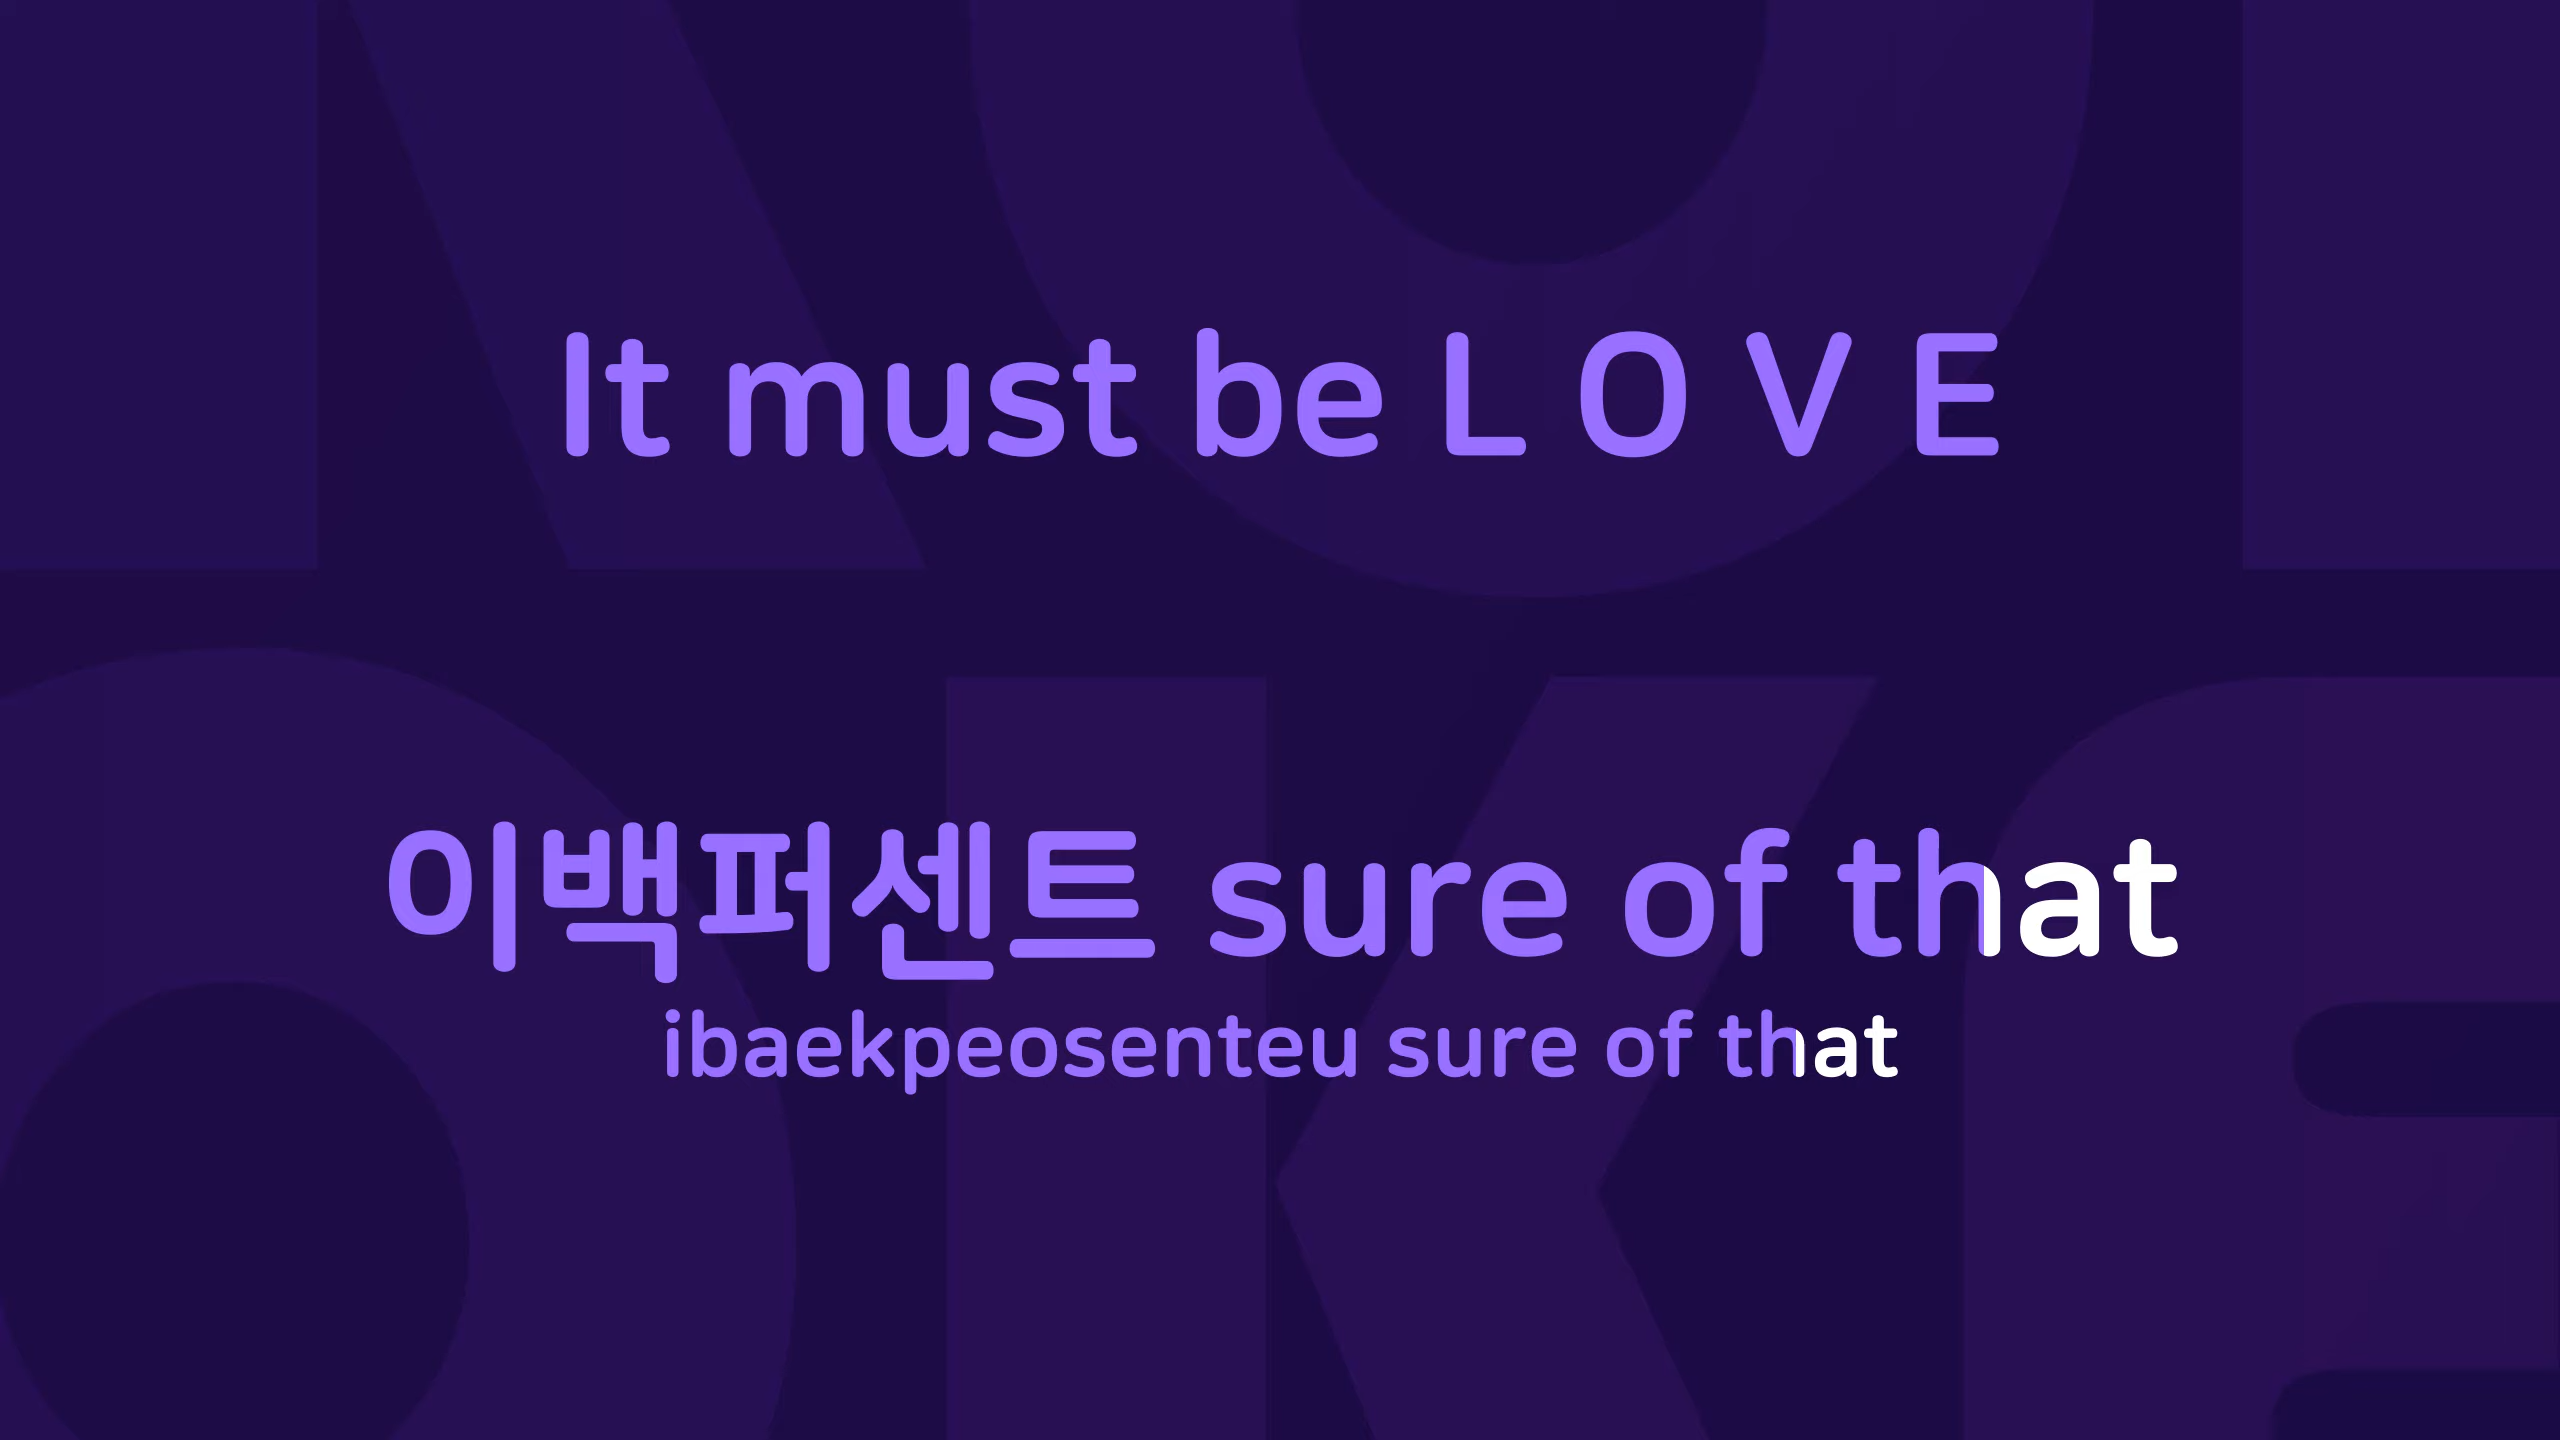 It must be L O V E
이백퍼센트 sure of that
ibaekpeosenteu sure of that